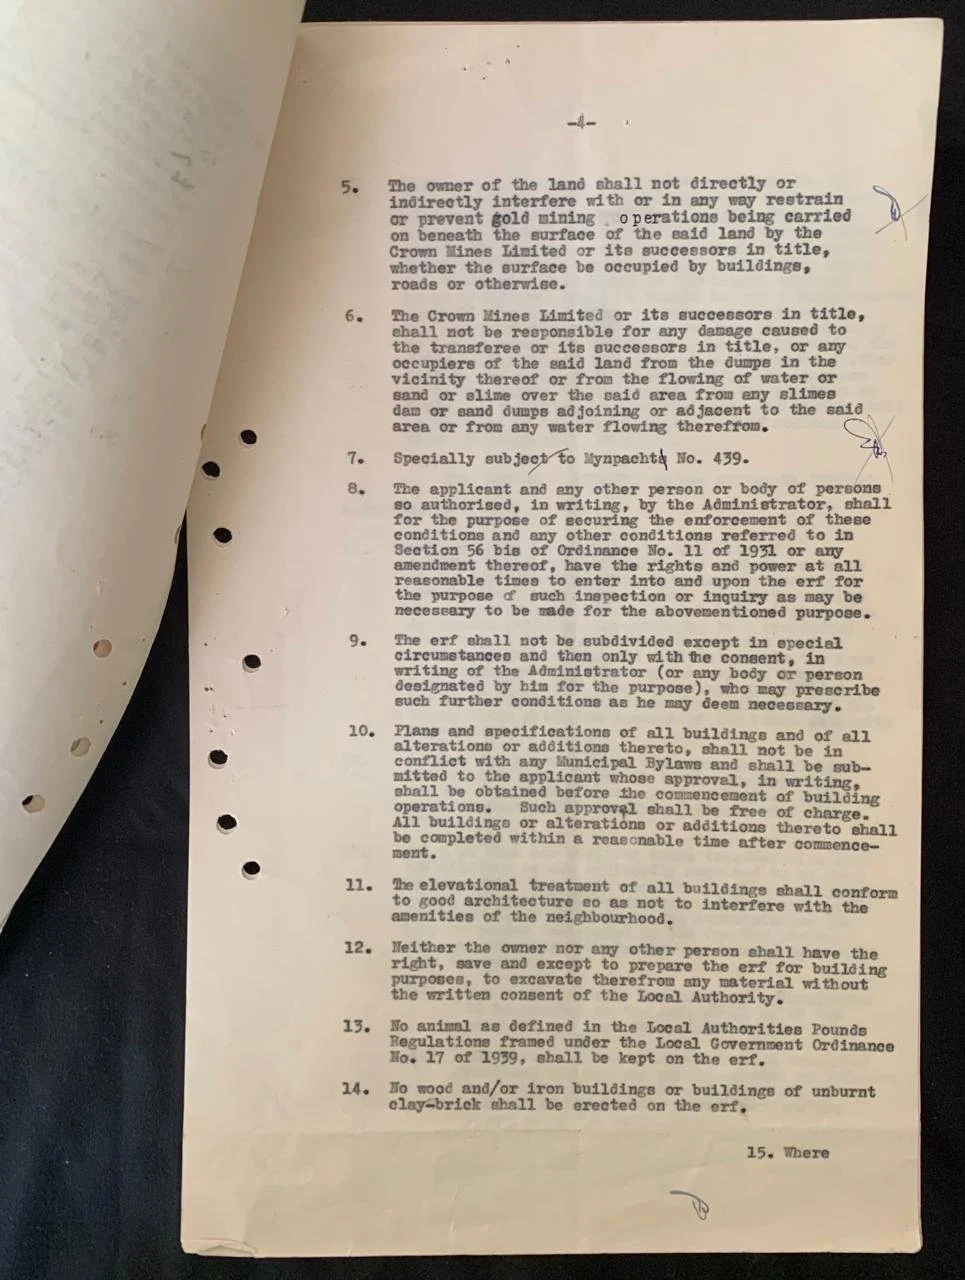 -4-
5. The owner of the land shall not directly or
indirectly interfere with or in any way restrain
or prevent gold mining operations being carried
on beneath the surface of the said land by the
Crown Mines Limited or its successors in title,
whether the surface be occupied by buildings,
roads or otherwise.
6. The Crown Mines Limited or its successors in title,
shall not be responsible for any damage caused to
the transferee or its successors in title, or any
occupiers of the said land from the dumps in the
vicinity thereof or from the flowing of water or
sand or slime over the said area from any slimes
dam or sand dumps adjoining or adjacent to the said
area or from any water flowing therefrom.
7. Specially subject to Mynpacht No. 439.
8. The applicant and any other person or body of persons
so authorised, in writing, by the Administrator, shall
for the purpose of securing the enforcement of these
conditions and any other conditions referred to in
Section 56 bis of Ordinance No. 11 of 1931 or any
amendment thereof, have the rights and power at all
reasonable times to enter into and upon the erf for
the purpose of such inspection or inquiry as may be
necessary to be made for the abovementioned purpose.
9. The erf shall not be subdivided except in special
circumstances and then only with the consent, in
writing of the Administrator (or any body or person
designated by him for the purpose), who may prescribe
such further conditions as he may deem necessary.
10. Plans and specifications of all buildings and of all
alterations or additions thereto, shall not be in
conflict with any Municipal Bylaws and shall be sub-
mitted to the applicant whose approval, in writing,
shall be obtained before the commencement of building
operations. Such approval shall be free of charge.
All buildings or alterations or additions thereto shall
be completed within a reasonable time after commence-
ment.
11. The elevational treatment of all buildings shall conform
to good architecture so as not to interfere with the
amenities of the neighbourhood.
12. Neither the owner nor any other person shall have the
right, save and except to prepare the erf for building
purposes, to excavate therefrom any material without
the written consent of the Local Authority.
13. No animal as defined in the Local Authorities Pounds
Regulations framed under the Local Government Ordinance
No. 17 of 1939, shall be kept on the erf.
14. No wood and/or iron buildings or buildings of unburnt
clay-brick shall be erected on the erf.
15. Where